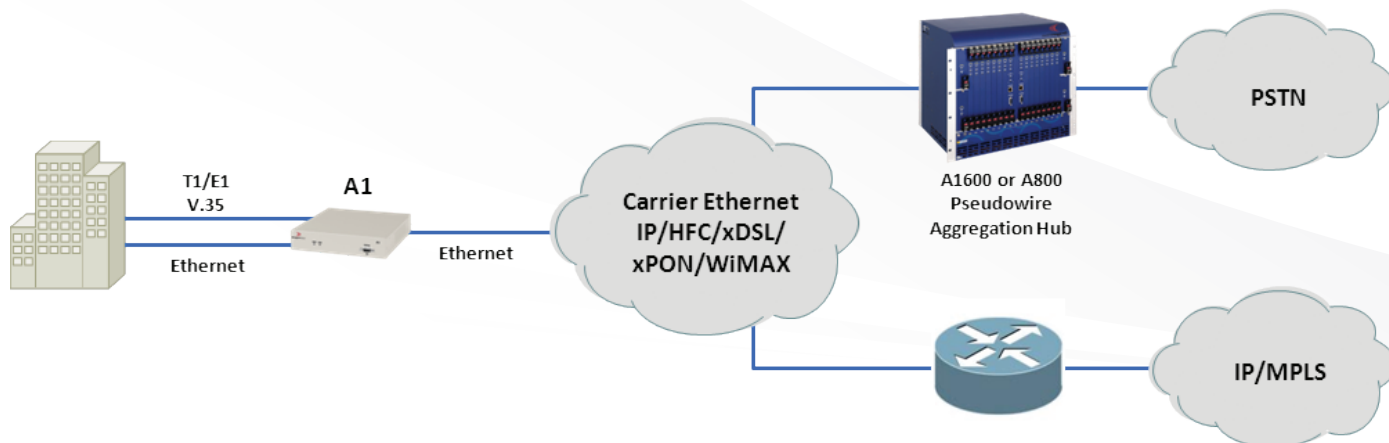 T1/E1
V.35
Ethernet
A1
Ethernet
Carrier Ethernet
IP/HFC/xDSL/
xPON/WiMAX
A1600 or A800
Pseudowire
Aggregation Hub
PSTN
IP/MPLS